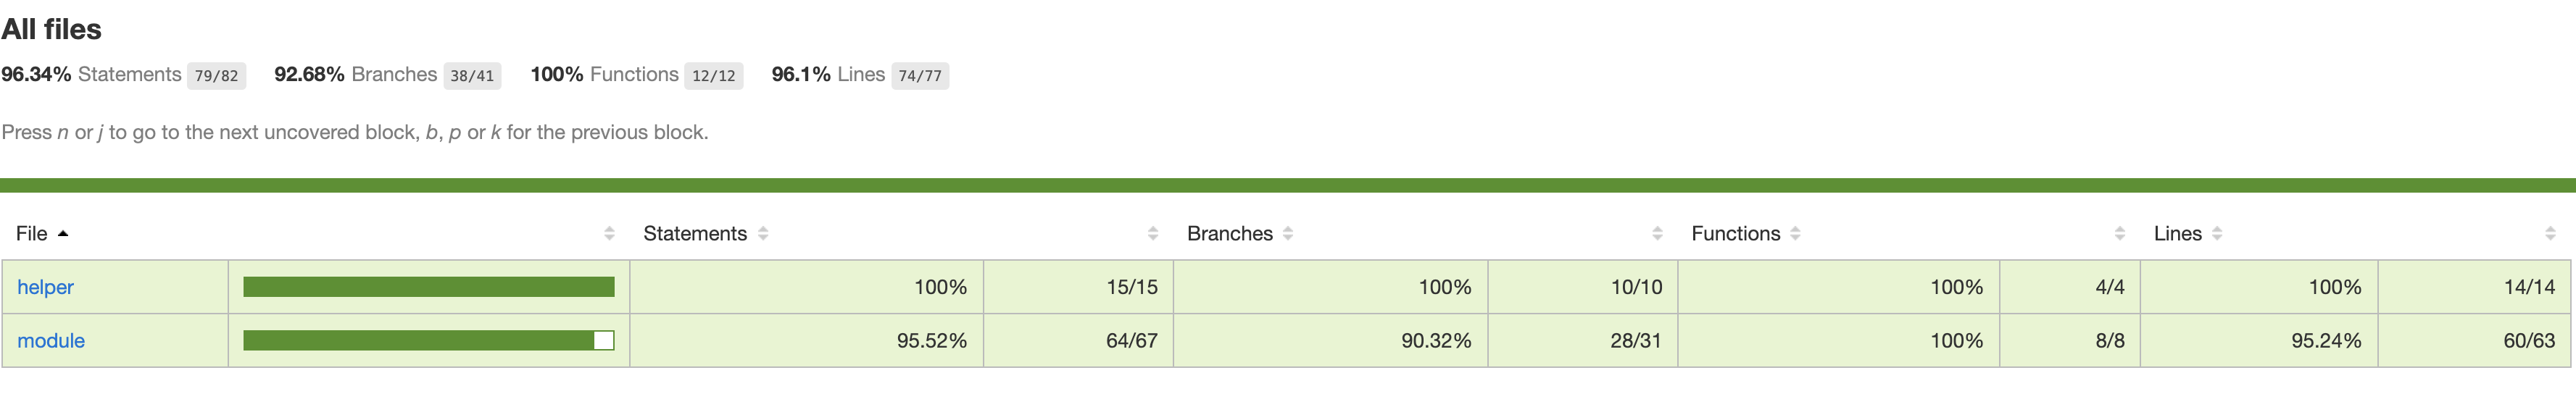 All files
96.34% Statements 79/82 92.68% Branches 38/41 100% Functions 12/12 96.1% Lines 74/77
Press n or j to go to the next uncovered block, b, p or k for the previous block.
File Statements Branches Functions Lines
helper 100% 15/15 100% 10/10 100% 4/4 100% 14/14
module 95.52% 64/67 90.32% 28/31 100% 8/8 95.24% 60/63